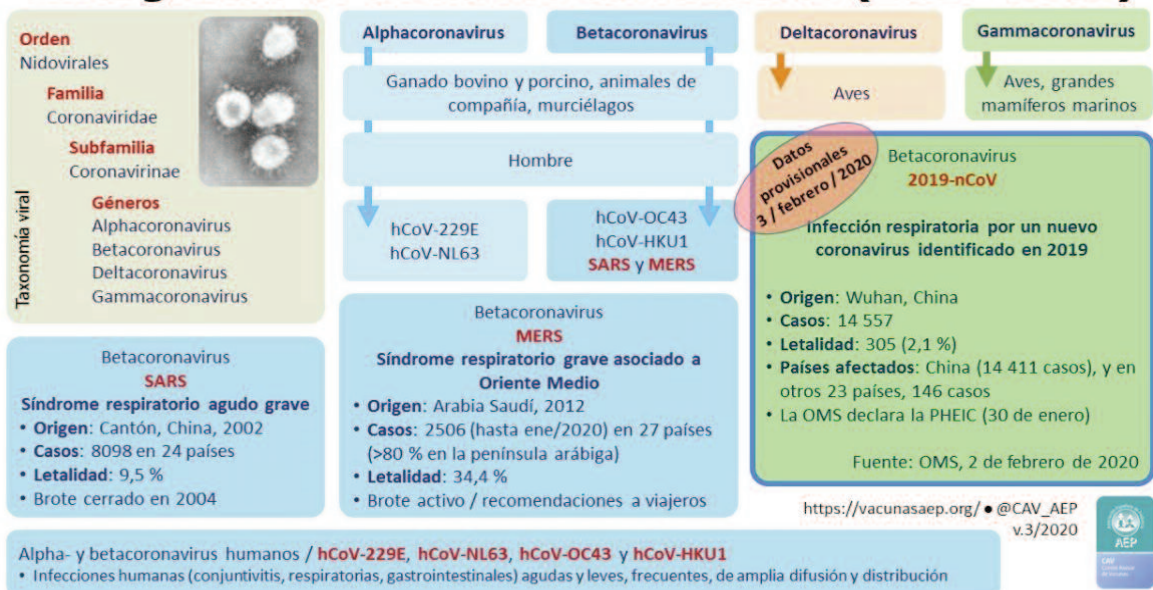 Orden
Nidovirales
Familia
Coronaviridae
Subfamilia
Coronavirinae
Géneros
Alphacoronavirus
Betacoronavirus
Deltacoronavirus
Gammacoronavirus
Taxonomía viral
Alphacoronavirus
Betacoronavirus
Deltacoronavirus
Gammacoronavirus
Ganado bovino y porcino, animales de
compañía, murciélagos
Aves
Aves, grandes
mamíferos marinos
Hombre
hCoV-229E
hCoV-NL63
hCoV-OC43
hCoV-HKU1
SARS y MERS
Datos
provisionales
3 / febrero / 2020
Betacoronavirus
2019-nCoV
Infección respiratoria por un nuevo
coronavirus identificado en 2019
• Origen: Wuhan, China
• Casos: 14 557
• Letalidad: 305 (2,1 %)
• Países afectados: China (14 411 casos), y en
otros 23 países, 146 casos
• La OMS declara la PHEIC (30 de enero)
Fuente: OMS, 2 de febrero de 2020
Betacoronavirus
SARS
Síndrome respiratorio agudo grave
• Origen: Cantón, China, 2002
• Casos: 8098 en 24 países
• Letalidad: 9,5 %
• Brote cerrado en 2004
Betacoronavirus
MERS
Síndrome respiratorio grave asociado a
Oriente Medio
• Origen: Arabia Saudí, 2012
• Casos: 2506 (hasta ene/2020) en 27 países
(>80 % en la península arábiga)
• Letalidad: 34,4 %
• Brote activo / recomendaciones a viajeros
https://vacunasaep.org/ ● @CAV_AEP
v.3/2020
AEP
CAV
Alpha- y betacoronavirus humanos / hCoV-229E, hCoV-NL63, hCoV-OC43 y hCoV-HKU1
• Infecciones humanas (conjuntivitis, respiratorias, gastrointestinales) agudas y leves, frecuentes, de amplia difusión y distribución